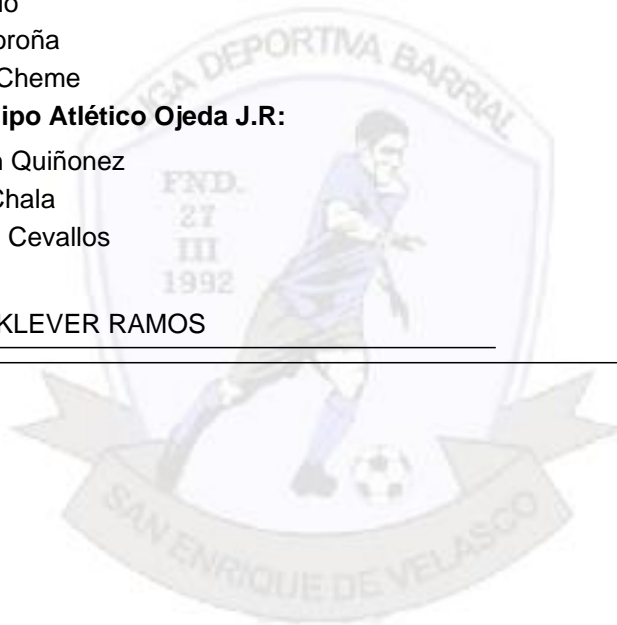 Cheme
ipo Atlético Ojeda J.R:
Quiñonez
Chala
Cevallos
KLEVER RAMOS
LIGA DEPORTIVA BARRIAL
FND.
27
III
1992
SAN ENRIQUE DE VELASCO